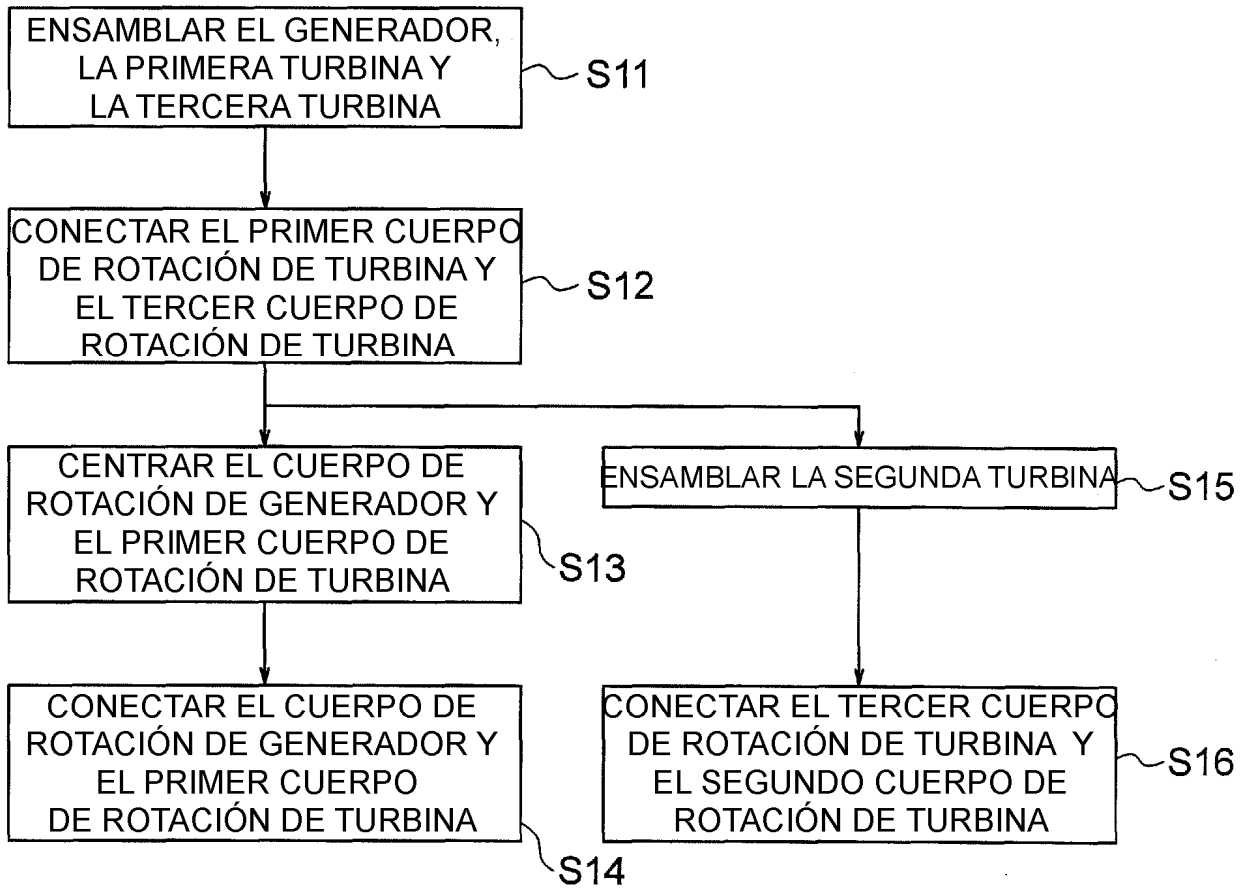 ENSAMBLAR EL GENERADOR,
LA PRIMERA TURBINA Y
LA TERCERA TURBINA
S11
CONECTAR EL PRIMER CUERPO
DE ROTACIÓN DE TURBINA Y
EL TERCER CUERPO DE
ROTACIÓN DE TURBINA
S12
CENTRAR EL CUERPO DE
ROTACIÓN DE GENERADOR Y
EL PRIMER CUERPO DE
ROTACIÓN DE TURBINA
S13
ENSAMBLAR LA SEGUNDA TURBINA
S15
CONECTAR EL CUERPO DE
ROTACIÓN DE GENERADOR Y
EL PRIMER CUERPO
DE ROTACIÓN DE TURBINA
S14
CONECTAR EL TERCER CUERPO
DE ROTACIÓN DE TURBINA Y
EL SEGUNDO CUERPO DE
ROTACIÓN DE TURBINA
S16